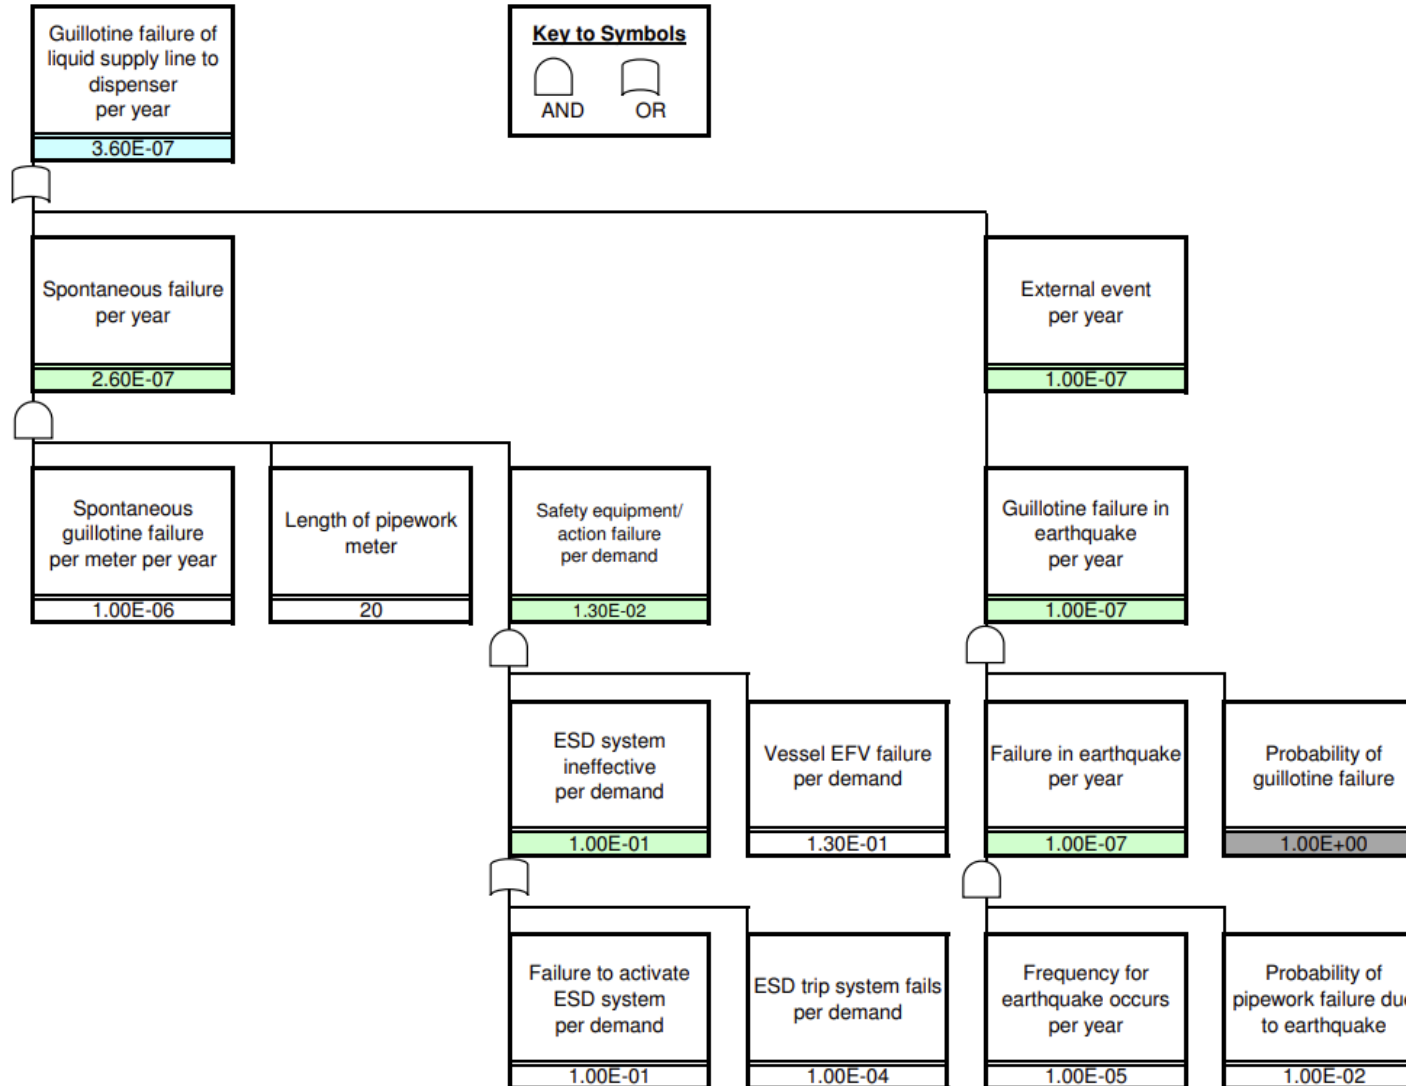 Guillotine failure of
liquid supply line to
dispenser
per year
3.60E-07
Key to Symbols
AND
OR
Spontaneous failure
per year
2.60E-07
External event
per year
1.00E-07
Spontaneous
guillotine failure
per meter per year
1.00E-06
Length of pipework
meter
20
Safety equipment/
action failure
per demand
1.30E-02
Guillotine failure in
earthquake
per year
1.00E-07
ESD system
ineffective
per demand
1.00E-01
Vessel EFV failure
per demand
1.30E-01
Failure in earthquake
per year
1.00E-07
Probability of
guillotine failure
1.00E+00
Failure to activate
ESD system
per demand
1.00E-01
ESD trip system fails
per demand
1.00E-04
Frequency for
earthquake occurs
per year
1.00E-05
Probability of
pipework failure due
to earthquake
1.00E-02